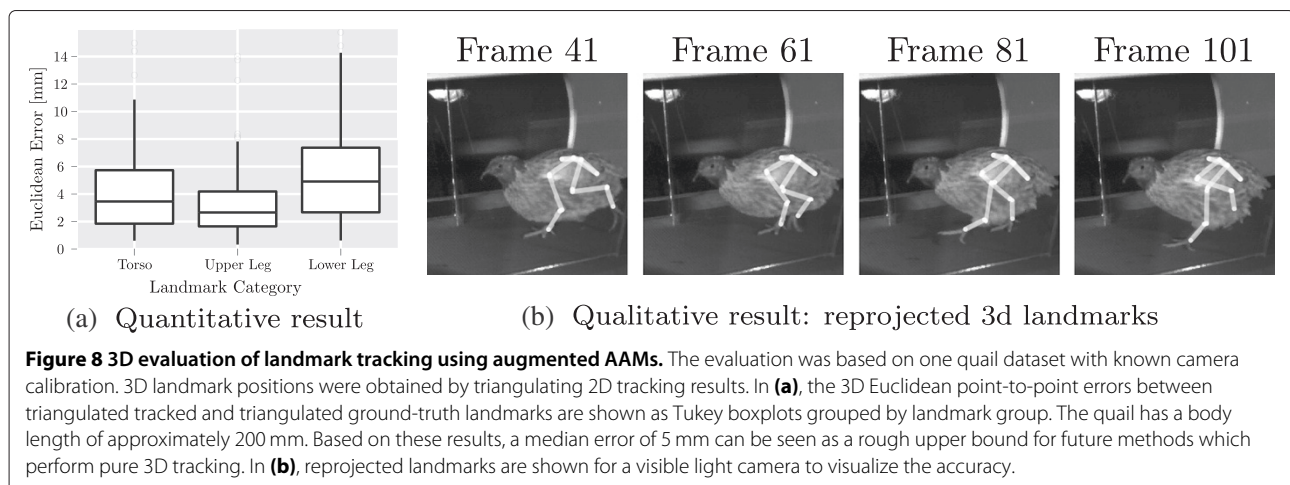 14
12
10
8
6
4
2
0
Euclidean Error [mm]
Torso Upper Leg Lower Leg
Landmark Category
(a) Quantitative result
Frame 41 Frame 61 Frame 81 Frame 101
(b) Qualitative result: reprojected 3d landmarks
Figure 8 3D evaluation of landmark tracking using augmented AAMs. The evaluation was based on one quail dataset with known camera
calibration. 3D landmark positions were obtained by triangulating 2D tracking results. In (a), the 3D Euclidean point-to-point errors between
triangulated tracked and triangulated ground-truth landmarks are shown as Tukey boxplots grouped by landmark group. The quail has a body
length of approximately 200 mm. Based on these results, a median error of 5 mm can be seen as a rough upper bound for future methods which
perform pure 3D tracking. In (b), reprojected landmarks are shown for a visible light camera to visualize the accuracy.